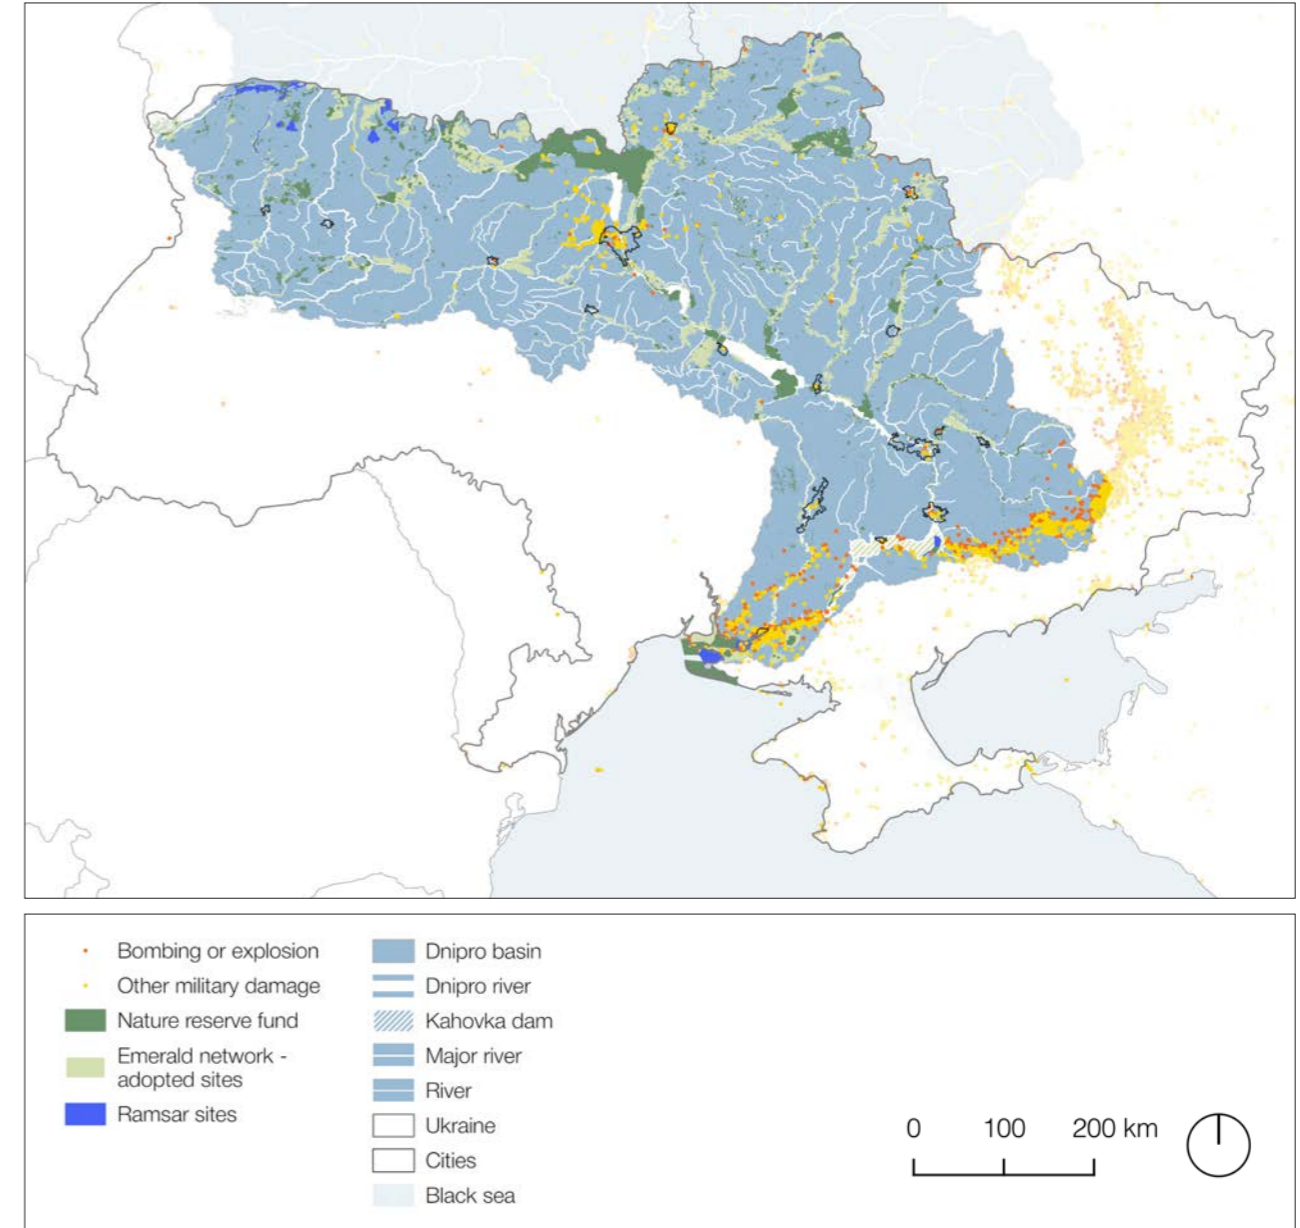 Bombing or explosion
Other military damage
Nature reserve fund
Emerald network -
adopted sites
Ramsar sites
Dnipro basin
Dnipro river
Kahovka dam
Major river
River
Ukraine
Cities
Black sea
0 100 200 km